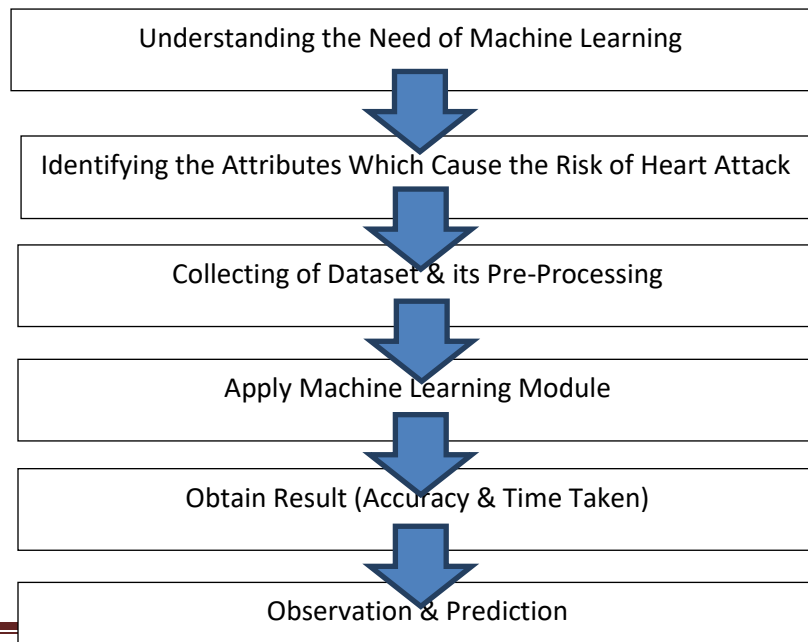 Understanding the Need of Machine Learning
Identifying the Attributes Which Cause the Risk of Heart Attack
Collecting of Dataset & its Pre-Processing
Apply Machine Learning Module
Obtain Result (Accuracy & Time Taken)
Observation & Prediction